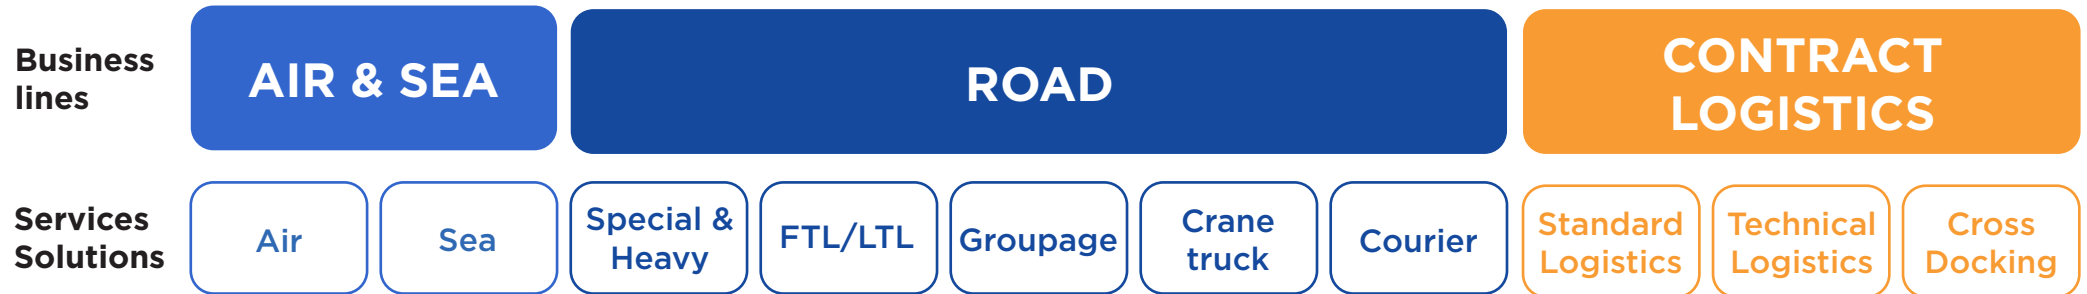 Business
lines
AIR & SEA
ROAD
CONTRACT
LOGISTICS
Services
Solutions
Air
Sea
Special &
Heavy
FTL/LTL
Groupage
Crane
truck
Courier
Standard
Logistics
Technical
Logistics
Cross
Docking